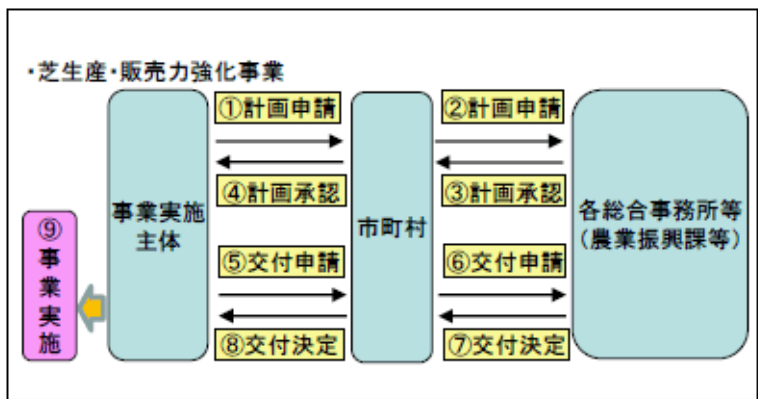 ・芝生産・販売力強化事業
①計画申請
②計画申請
④計画承認
③計画承認
事業実施
主体
市町村
各総合事務所等
（農業振興課等）
⑤交付申請
⑥交付申請
⑧交付決定
⑦交付決定
⑨
事
業
実
施